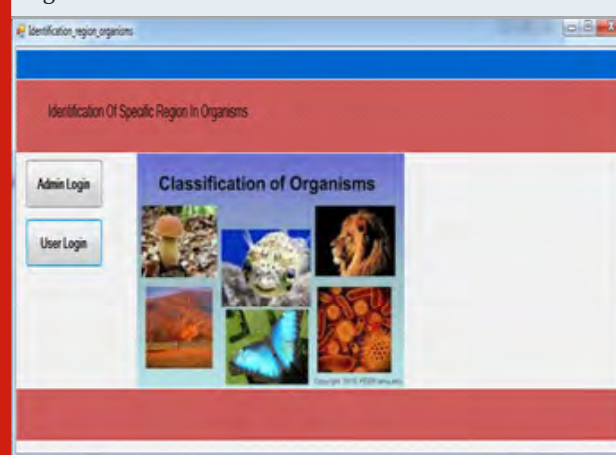 Identification_region_organisms
Identification Of Specific Region In Organisms
Admin Login
User Login
Classification of Organisms